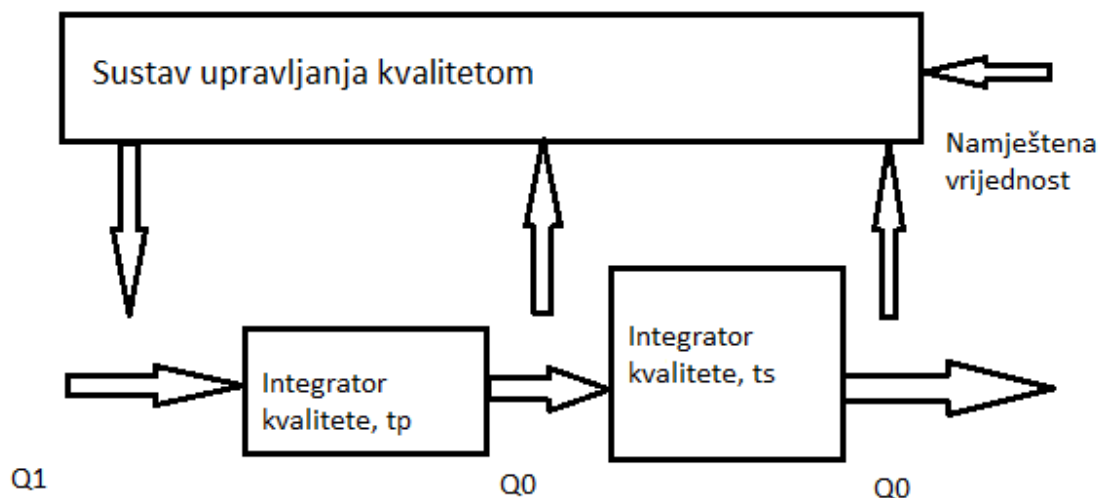 Sustav upravljanja kvalitetom
Namještena
vrijednost
Integrator
kvalitete, tp
Integrator
kvalitete, ts
Q1
Q0
Q0